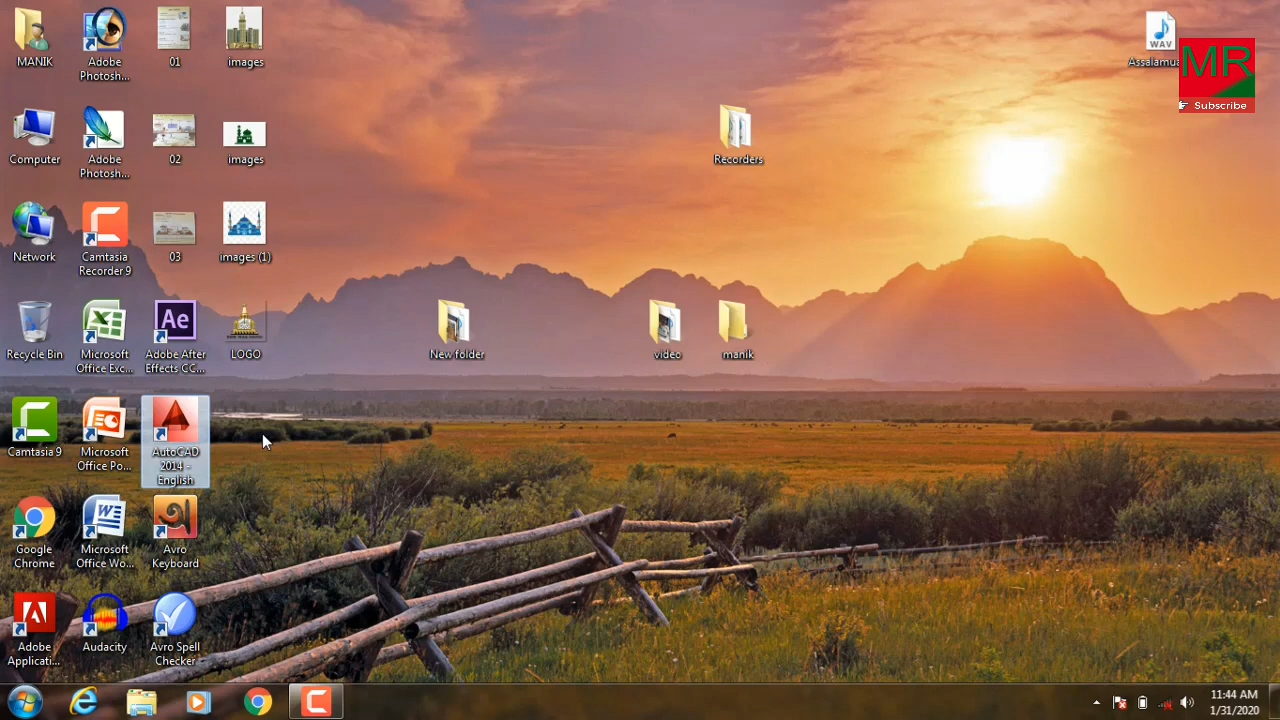 MANIK
Adobe
Photosh...
01
images
Assalamua
WAV
MR
Subscribe
Computer
Adobe
Photosh...
02
images
Recorders
Network
Camtasia
Recorder 9
03
images (1)
Recycle Bin
Microsoft
Office Exc...
Ae
Adobe After
Effects CC...
LOGO
New folder
video
manik
Camtasia 9
Microsoft
Office Po...
AutoCAD
2014 -
English
Google
Chrome
Microsoft
Office Wo...
Avro
Keyboard
Adobe
Applicati...
Audacity
Avro Spell
Checker
11:44 AM
1/31/2020